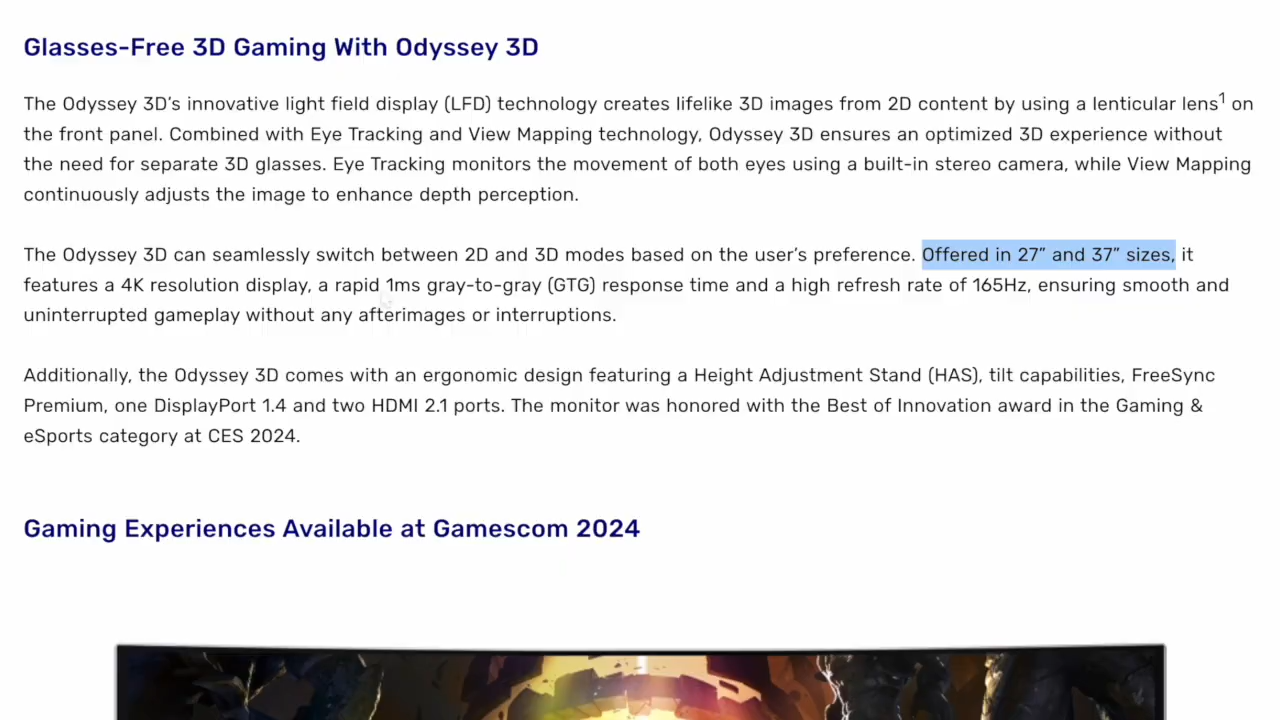 Glasses-Free 3D Gaming With Odyssey 3D
The Odyssey 3D’s innovative light field display (LFD) technology creates lifelike 3D images from 2D content by using a lenticular lens1 on
the front panel. Combined with Eye Tracking and View Mapping technology, Odyssey 3D ensures an optimized 3D experience without
the need for separate 3D glasses. Eye Tracking monitors the movement of both eyes using a built-in stereo camera, while View Mapping
continuously adjusts the image to enhance depth perception.
The Odyssey 3D can seamlessly switch between 2D and 3D modes based on the user’s preference. Offered in 27” and 37” sizes, it
features a 4K resolution display, a rapid 1ms gray-to-gray (GTG) response time and a high refresh rate of 165Hz, ensuring smooth and
uninterrupted gameplay without any afterimages or interruptions.
Additionally, the Odyssey 3D comes with an ergonomic design featuring a Height Adjustment Stand (HAS), tilt capabilities, FreeSync
Premium, one DisplayPort 1.4 and two HDMI 2.1 ports. The monitor was honored with the Best of Innovation award in the Gaming &
eSports category at CES 2024.
Gaming Experiences Available at Gamescom 2024